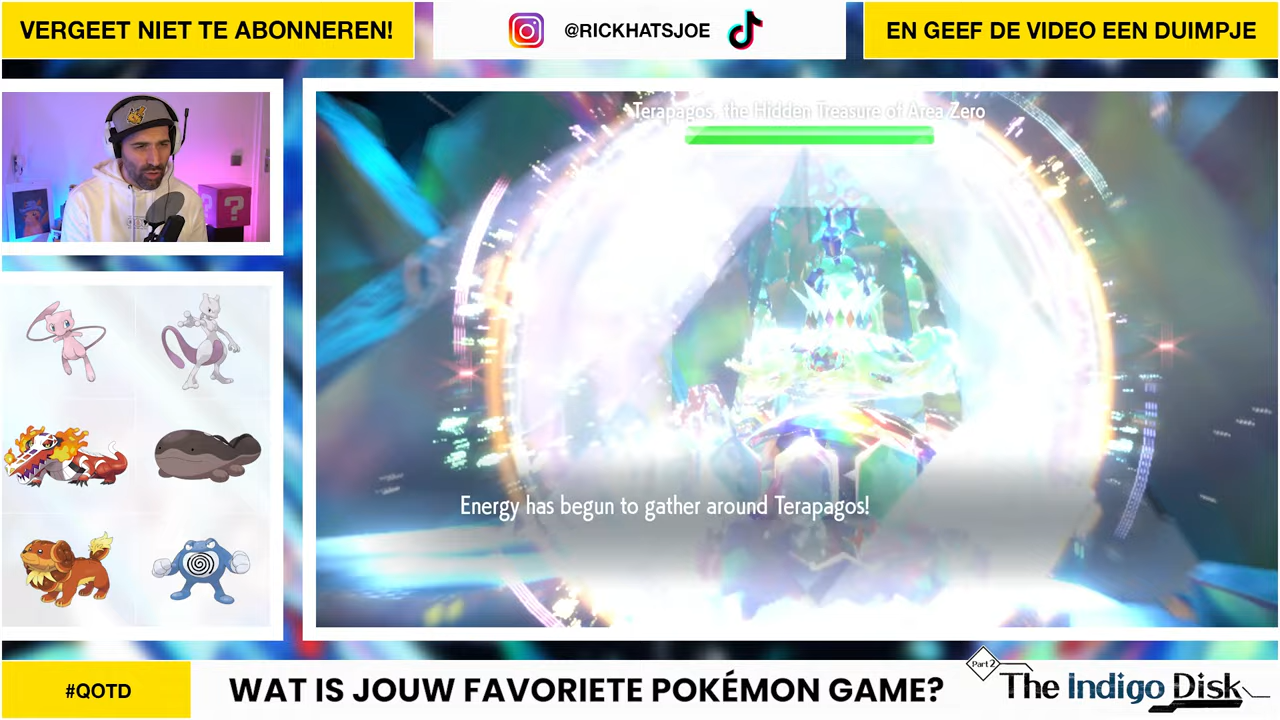 VERGEET NIET TE ABONNEREN!
@RICKHATSJOE
EN GEEF DE VIDEO EEN DUIMPJE
Terapagos, the Hidden Treasure of Area Zero
?
Energy has begun to gather around Terapagos!
#QOTD
WAT IS JOUW FAVORIETE POKÉMON GAME?
Part 2
The Indigo Disk